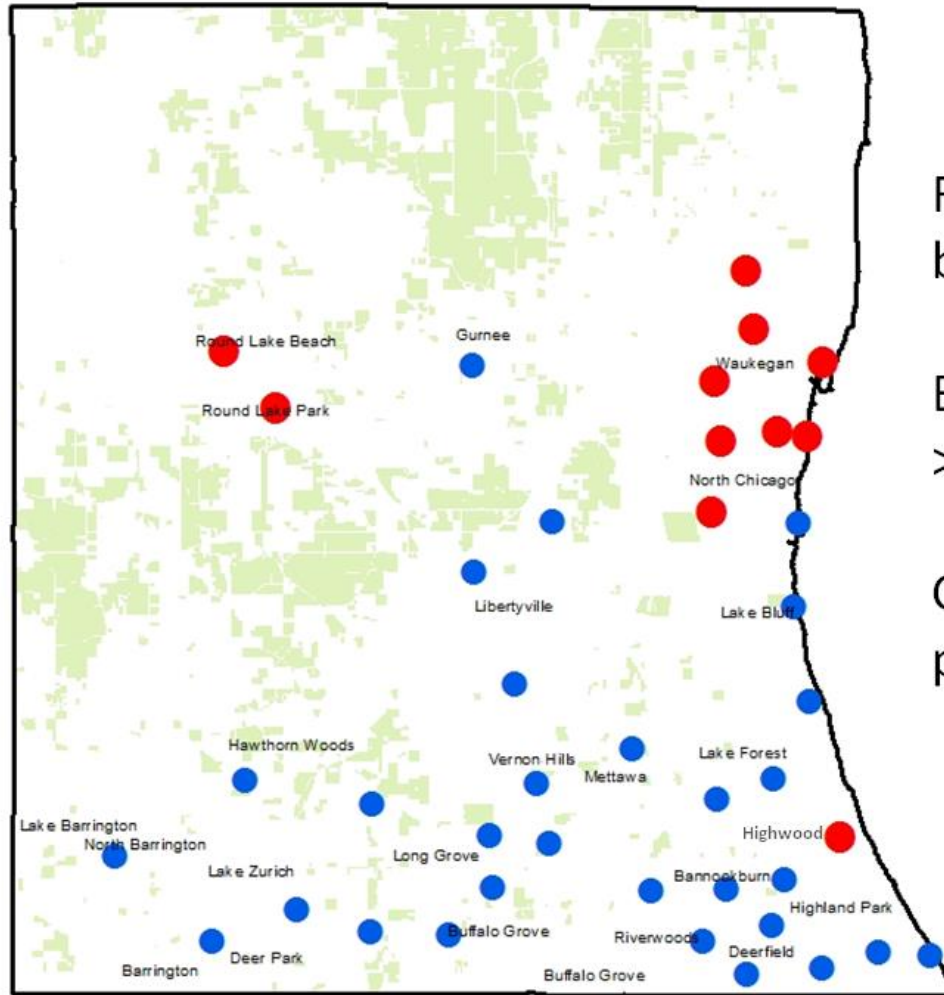 Round Lake Beach
Gurnee
Waukegan
Round Lake Park
North Chicago
Libertyville
Lake Bluff
Hawthorn Woods
Vernon Hills
Mettawa
Lake Forest
Lake Barrington
North Barrington
Highwood
Long Grove
Lake Zurich
Bannockburn
Highland Park
Buffalo Grove
Riverwoods
Deerfield
Deer Park
Barrington
Buffalo Grove
>